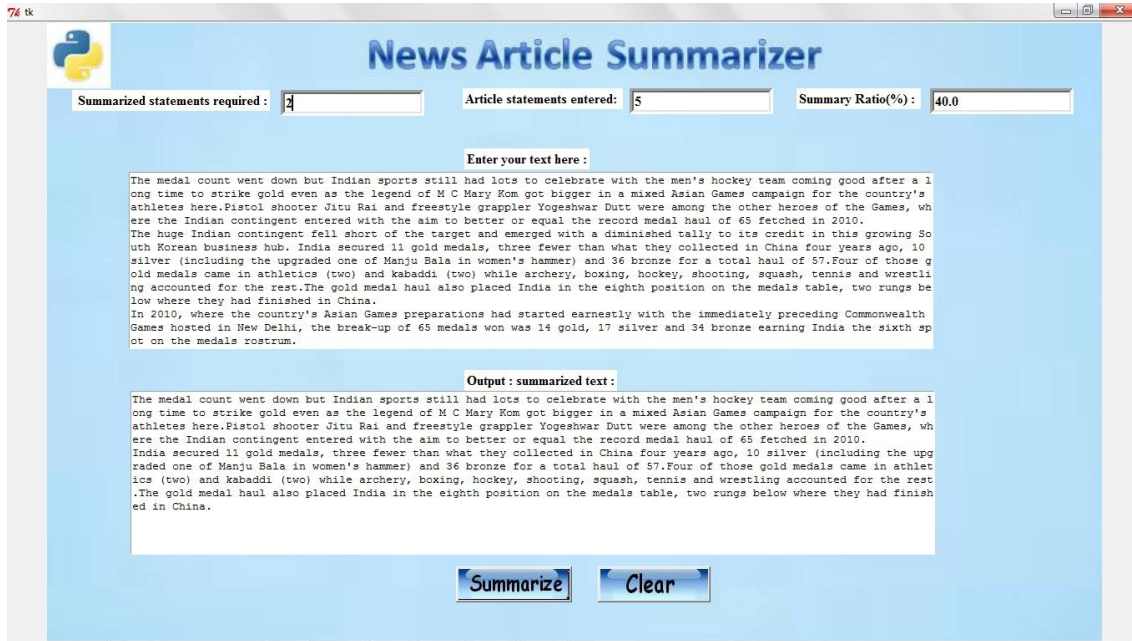 tk
News Article Summarizer
Summarized statements required : 2 Article statements entered: 5 Summary Ratio(%) : 40.0
Enter your text here :
The medal count went down but Indian sports still had lots to celebrate with the men's hockey team coming good after a l
ong time to strike gold even as the legend of M C Mary Kom got bigger in a mixed Asian Games campaign for the country's
athletes here.Pistol shooter Jitu Rai and freestyle grappler Yogeshwar Dutt were among the other heroes of the Games, wh
ere the Indian contingent entered with the aim to better or equal the record medal haul of 65 fetched in 2010.
The huge Indian contingent fell short of the target and emerged with a diminished tally to its credit in this growing So
uth Korean business hub. India secured 11 gold medals, three fewer than what they collected in China four years ago, 10
silver (including the upgraded one of Manju Bala in women's hammer) and 36 bronze for a total haul of 57.Four of those g
old medals came in athletics (two) and kabaddi (two) while archery, boxing, hockey, shooting, squash, tennis and wrestli
ng accounted for the rest.The gold medal haul also placed India in the eighth position on the medals table, two rungs be
low where they had finished in China.
In 2010, where the country's Asian Games preparations had started earnestly with the immediately preceding Commonwealth
Games hosted in New Delhi, the break-up of 65 medals won was 14 gold, 17 silver and 34 bronze earning India the sixth sp
ot on the medals rostrum.
Output : summarized text :
The medal count went down but Indian sports still had lots to celebrate with the men's hockey team coming good after a l
ong time to strike gold even as the legend of M C Mary Kom got bigger in a mixed Asian Games campaign for the country's
athletes here.Pistol shooter Jitu Rai and freestyle grappler Yogeshwar Dutt were among the other heroes of the Games, wh
ere the Indian contingent entered with the aim to better or equal the record medal haul of 65 fetched in 2010.
India secured 11 gold medals, three fewer than what they collected in China four years ago, 10 silver (including the upg
raded one of Manju Bala in women's hammer) and 36 bronze for a total haul of 57.Four of those gold medals came in athlet
ics (two) and kabaddi (two) while archery, boxing, hockey, shooting, squash, tennis and wrestling accounted for the rest
.The gold medal haul also placed India in the eighth position on the medals table, two rungs below where they had finish
ed in China.
Summarize Clear